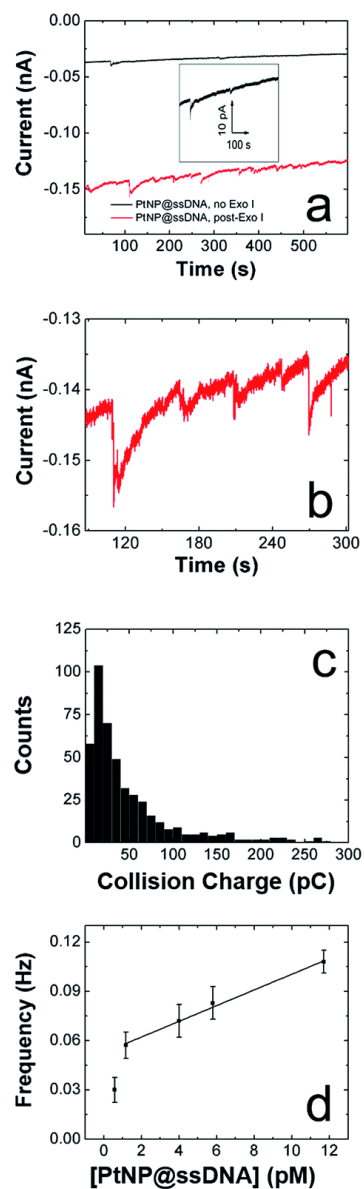 0.00
-0.05
-0.10
-0.15
Current (nA)
10 pA
100 s
PtNP@ssDNA, no Exo I
PtNP@ssDNA, post-Exo I
a
100 200 300 400 500
Time (s)
-0.13
-0.14
-0.15
-0.16
Current (nA)
b
120 180 240 300
Time (s)
125
100
75
50
25
0
Counts
c
50 100 150 200 250 300
Collision Charge (pC)
0.12
0.09
0.06
0.03
0.00
Frequency (Hz)
d
0 2 4 6 8 10 12
[PtNP@ssDNA] (pM)